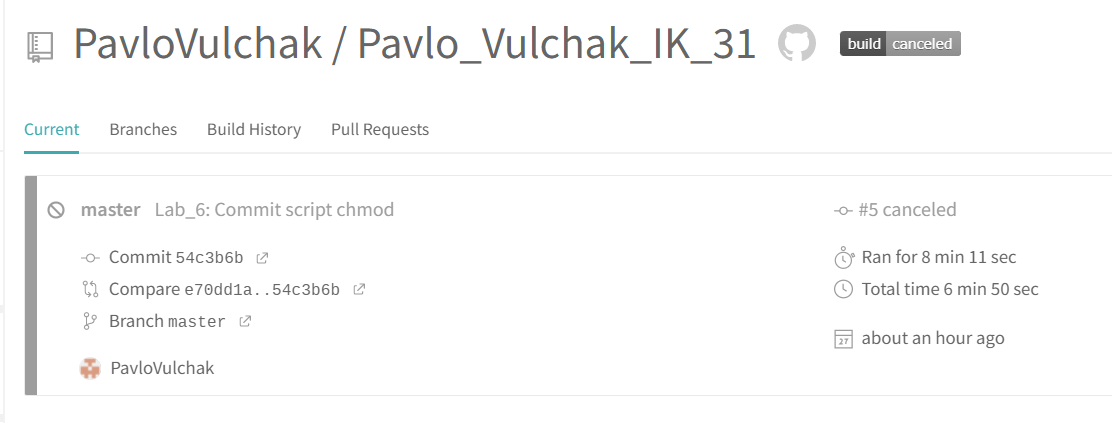 PavloVulchak / Pavlo_Vulchak_IK_31 build canceled
Current Branches Build History Pull Requests
master Lab_6: Commit script chmod
#5 canceled
Commit 54c3b6b
Ran for 8 min 11 sec
Compare e70dd1a..54c3b6b
Total time 6 min 50 sec
Branch master
27 about an hour ago
PavloVulchak